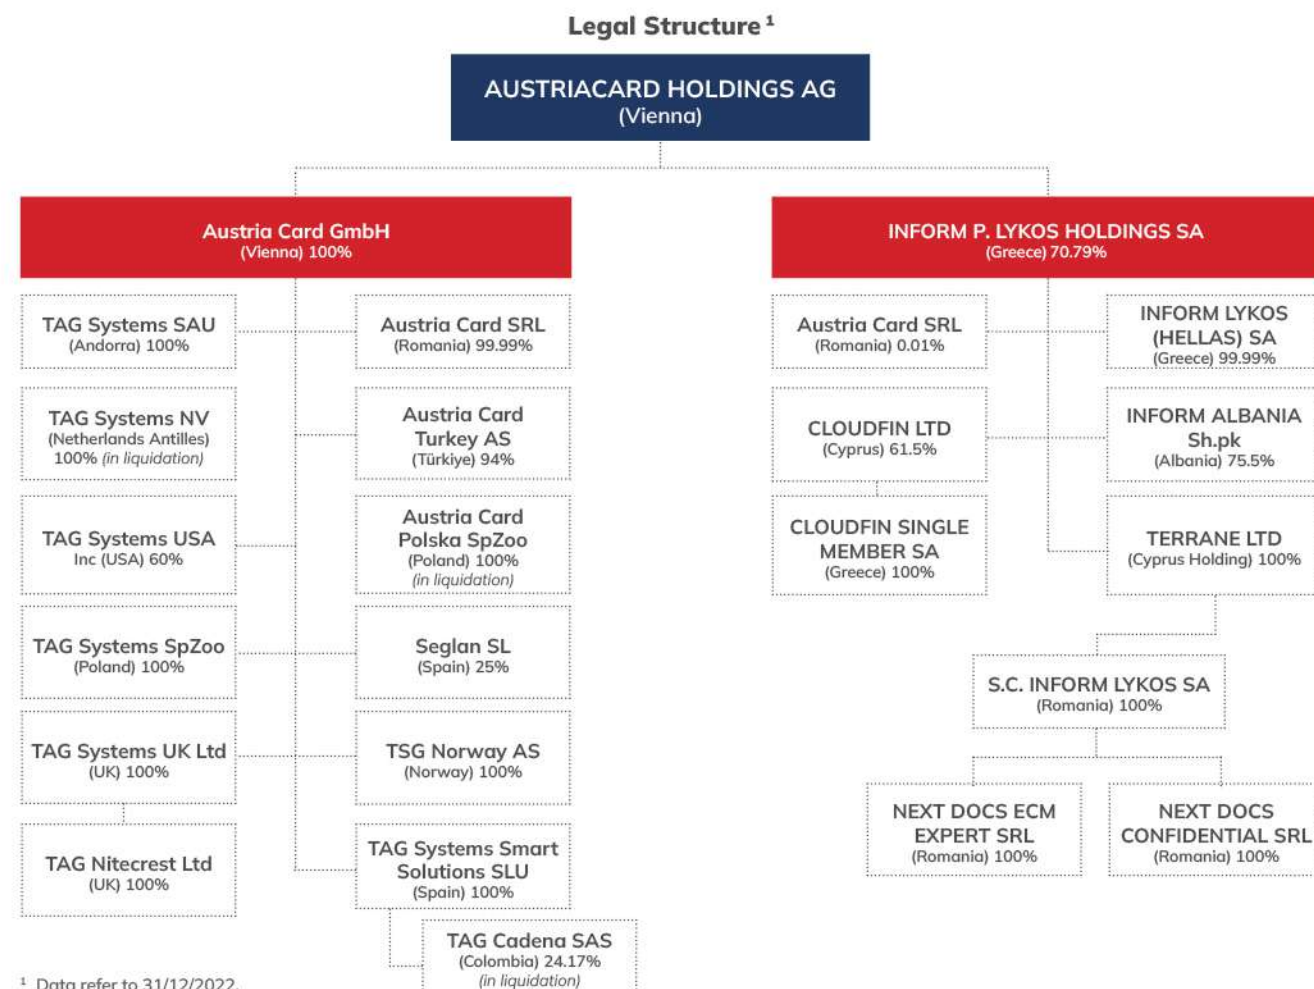 Legal Structure ¹
AUSTRIACARD HOLDINGS AG
(Vienna)
Austria Card GmbH
(Vienna) 100%
INFORM P. LYKOS HOLDINGS SA
(Greece) 70.79%
TAG Systems SAU
(Andorra) 100%
Austria Card SRL
(Romania) 99.99%
TAG Systems NV
(Netherlands Antilles)
100% (in liquidation)
Austria Card
Turkey AS
(Türkiye) 94%
TAG Systems USA
Inc (USA) 60%
Austria Card
Polska SpZoo
(Poland) 100%
(in liquidation)
TAG Systems SpZoo
(Poland) 100%
Seglan SL
(Spain) 25%
TAG Systems UK Ltd
(UK) 100%
TSG Norway AS
(Norway) 100%
TAG Nitecrest Ltd
(UK) 100%
TAG Systems Smart
Solutions SLU
(Spain) 100%
TAG Cadena SAS
(Colombia) 24.17%
(in liquidation)
Austria Card SRL
(Romania) 0.01%
INFORM LYKOS
(HELLAS) SA
(Greece) 99.99%
CLOUDFIN LTD
(Cyprus) 61.5%
INFORM ALBANIA
Sh.pk
(Albania) 75.5%
CLOUDFIN SINGLE
MEMBER SA
(Greece) 100%
TERRANE LTD
(Cyprus Holding) 100%
S.C. INFORM LYKOS SA
(Romania) 100%
NEXT DOCS ECM
EXPERT SRL
(Romania) 100%
NEXT DOCS
CONFIDENTIAL SRL
(Romania) 100%
¹ Data refer to 31/12/2022.